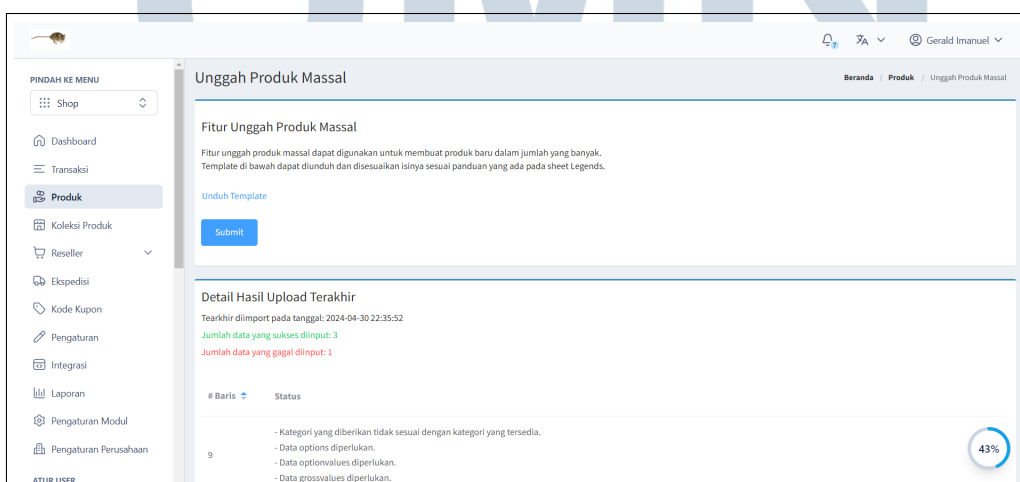 Gerald Imanuel
PINDAH KE MENU
Shop
Dashboard
Transaksi
Produk
Koleksi Produk
Reseller
Ekspedisi
Kode Kupon
Pengaturan
Integrasi
Laporan
Pengaturan Modul
Pengaturan Perusahaan
ATUR USER
Unggah Produk Massal
Beranda / Produk / Unggah Produk Massal
Fitur Unggah Produk Massal
Fitur unggah produk massal dapat digunakan untuk membuat produk baru dalam jumlah yang banyak.
Template di bawah dapat diunduh dan disesuaikan isinya sesuai panduan yang ada pada sheet Legends.
Unduh Template
Submit
Detail Hasil Upload Terakhir
Tearkhir diimport pada tanggal: 2024-04-30 22:35:52
Jumlah data yang sukses diinput: 3
Jumlah data yang gagal diinput: 1
# Baris Status
9
- Kategori yang diberikan tidak sesuai dengan kategori yang tersedia.
- Data options diperlukan.
- Data optionvalues diperlukan.
- Data grossvalues diperlukan.
43%